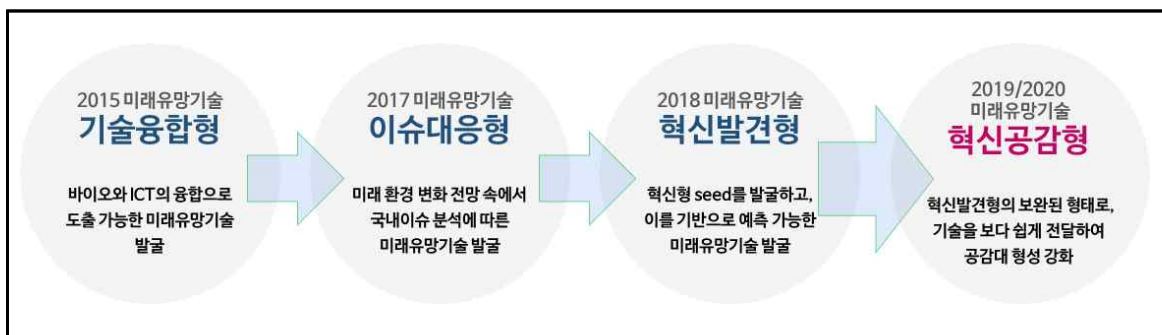 2015 미래유망기술
기술융합형
바이오와 ICT의 융합으로
도출 가능한 미래유망기술
발굴
2017 미래유망기술
이슈대응형
미래 환경 변화 전망 속에서
국내이슈 분석에 따른
미래유망기술 발굴
2018 미래유망기술
혁신발견형
혁신형 seed를 발굴하고,
이를 기반으로 예측 가능한
미래유망기술 발굴
2019/2020
미래유망기술
혁신공감형
혁신발견형의 보완된 형태로,
기술을 보다 쉽게 전달하여
공감대 형성 강화